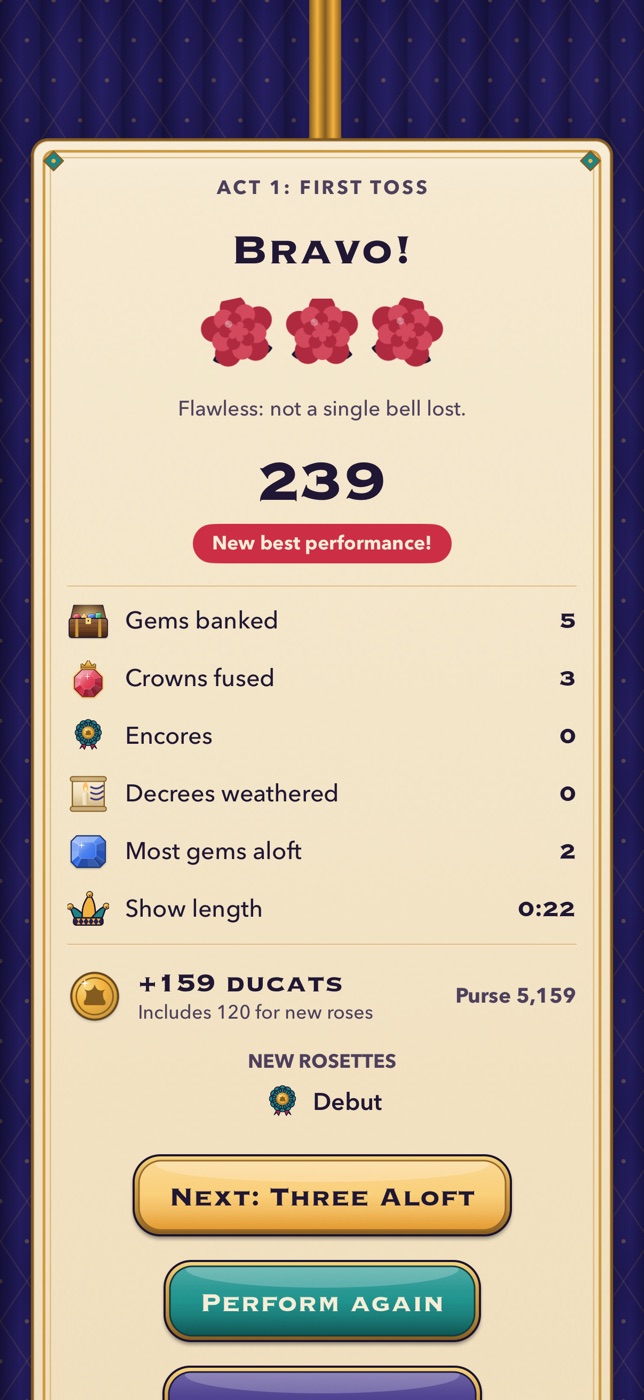 ACT 1: FIRST TOSS
BRAVO!
Flawless: not a single bell lost.
239
New best performance!
Gems banked 5
Crowns fused 3
Encores 0
Decrees weathered 0
Most gems aloft 2
Show length 0:22
+159 DUCATS
Includes 120 for new roses
Purse 5,159
NEW ROSETTES
Debut
NEXT: THREE ALOFT
PERFORM AGAIN